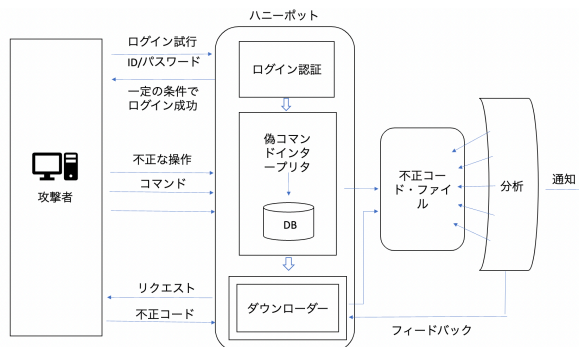 ハニーポット
ログイン試行
ID/パスワード
一定の条件で
ログイン成功
ログイン認証
偽コマン
ドインタ
ープリタ
DB
不正な操作
コマンド
攻撃者
不正コー
ド・ファイ
ル
分析
通知
リクエスト
不正コード
ダウンローダー
フィードバック